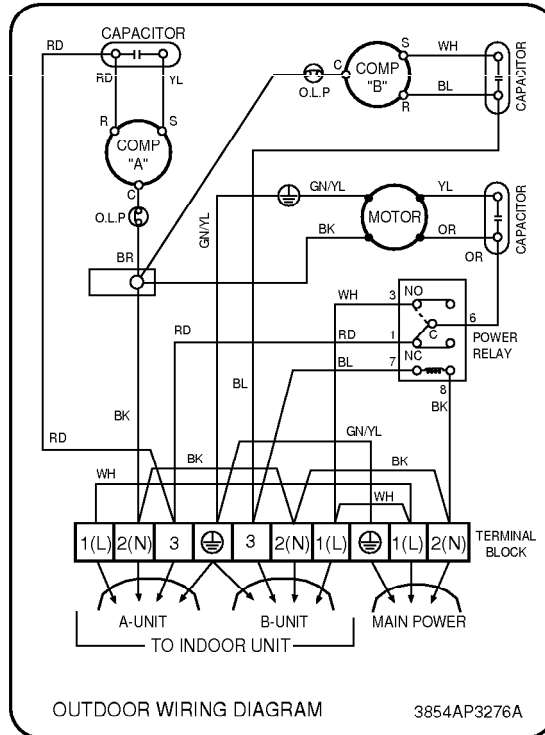 CAPACITOR
RD
RD YL
R S
COMP
"A"
C
O.L.P
BR
S
C COMP
"B"
R
O.L.P
WH
BL
CAPACITOR
GN/YL
GN/YL
MOTOR
BK
YL
OR
OR
CAPACITOR
WH 3 NO
C
6
RD RD 1
NC
POWER
RELAY
BL 7
8
BK
BL
BK
RD
GN/YL
WH
BK
BK
WH
1(L) 2(N) 3 3 2(N) 1(L) 1(L) 2(N)
TERMINAL
BLOCK
A-UNIT B-UNIT MAIN POWER
TO INDOOR UNIT
OUTDOOR WIRING DIAGRAM 3854AP3276A